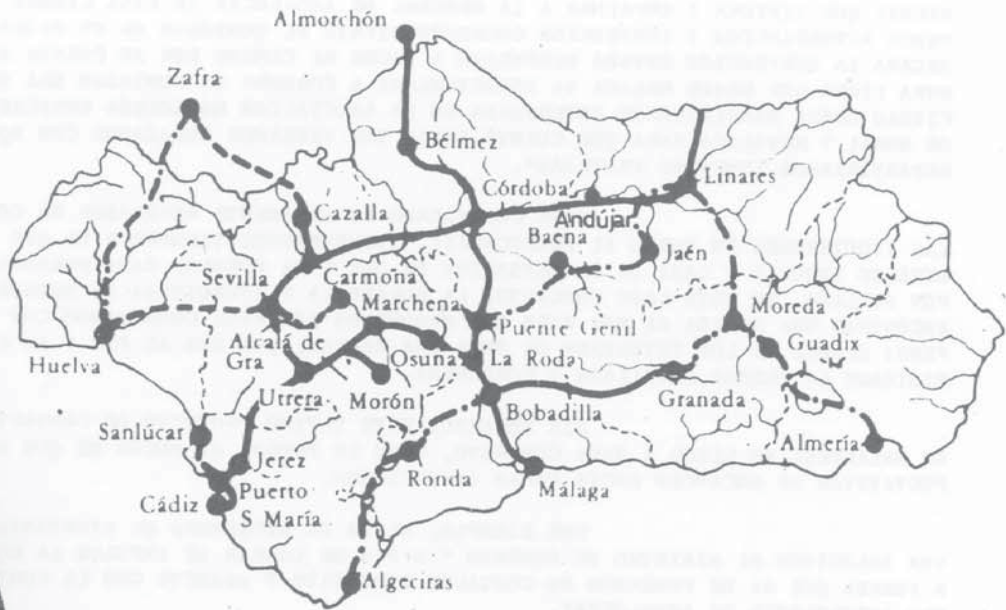 Almorchón
Zafra
Bélmez
Córdoba
Linares
Cazalla
Andújar
Baena
Jaén
Sevilla
Carmona
Marchena
Puente Genil
Moreda
Alcalá de
Gra
Osuña
La Roda
Guadix
Huelva
Utrera
Morón
Bobadilla
Granada
Sanlúcar
Almería
Jerez
Ronda
Málaga
Puerto
S María
Cádiz
Algeciras